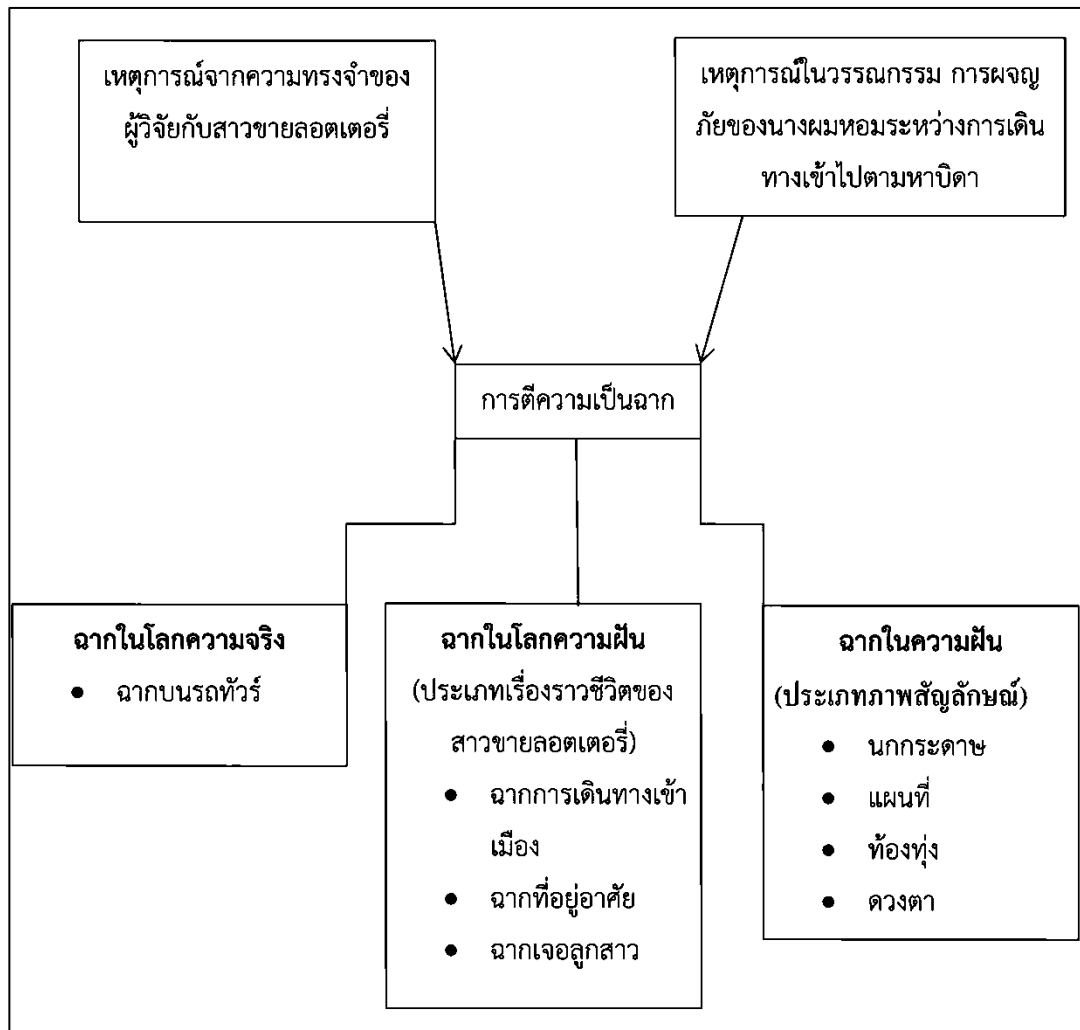 เหตุการณ์จากความทรงจำของ
ผู้วิจัยกับสาวขายลอตเตอรี่
เหตุการณ์ในวรรณกรรม การผจญ
ภัยของนางผมหอมระหว่างการเดิน
ทางเข้าไปตามหาบิดา
การตีความเป็นฉาก
ฉากในโลกความจริง
● ฉากบนรถทัวร์
ฉากในโลกความฝัน
(ประเภทเรื่องราวชีวิตของ
สาวขายลอตเตอรี่)
● ฉากการเดินทางเข้า
เมือง
● ฉากที่อยู่อาศัย
● ฉากเจอลูกสาว
ฉากในความฝัน
(ประเภทภาพสัญลักษณ์)
● นกกระดาษ
● แผนที่
● ท้องทุ่ง
● ดวงตา